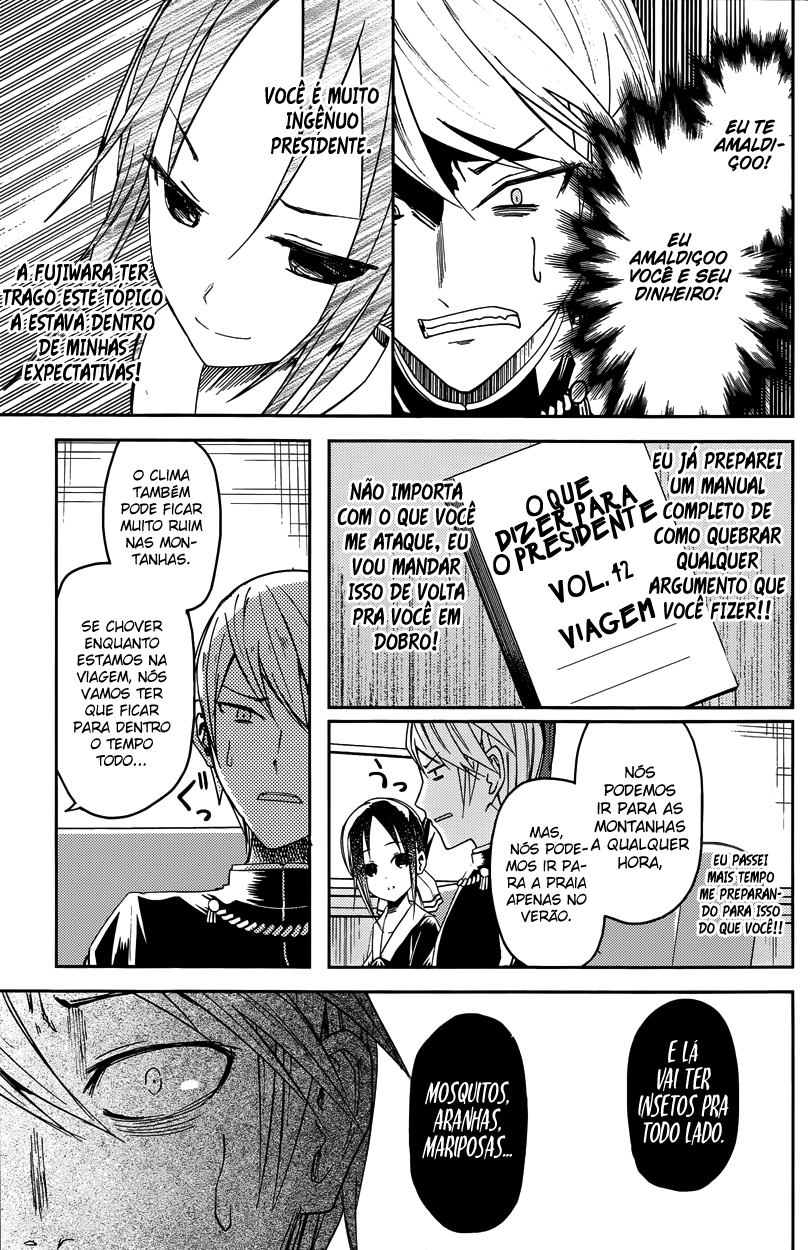 EU TE
AMALDI-
ÇOO!
EU
AMALDIÇOO
VOCÊ E SEU
DINHEIRO!
VOCÊ É MUITO
INGÊNUO
PRESIDENTE.
A FUJIWARA TER
TRAGO ESTE TÓPICO
A ESTAVA DENTRO
DE MINHAS
EXPECTATIVAS!
EU JÁ PREPAREI
UM MANUAL
COMPLETO DE
COMO QUEBRAR
QUALQUER
ARGUMENTO QUE
VOCÊ FIZER!!
O QUE
DIZER PARA
O PRESIDENTE
VOL. 42
VIAGEM
NÃO IMPORTA
COM O QUE VOCÊ
ME ATAQUE, EU
VOU MANDAR
ISSO DE VOLTA
PRA VOCÊ EM
DOBRO!
O CLIMA
TAMBÉM
PODE FICAR
MUITO RUIM
NAS MON-
TANHAS.
SE CHOVER
ENQUANTO
ESTAMOS NA
VIAGEM, NÓS
VAMOS TER
QUE FICAR
PARA DENTRO
O TEMPO
TODO...
ぐっ
EU PASSEI
MAIS TEMPO
ME PREPARAN-
DO PARA ISSO
DO QUE VOCÊ!!
NÓS
PODEMOS
IR PARA AS
MONTANHAS
A QUALQUER
HORA,
MAS,
NÓS PODE-
MOS IR PA-
RA A PRAIA
APENAS NO
VERÃO.
うっ
E LÁ
VAI TER
INSETOS PRA
TODO LADO.
MOSQUITOS,
ARANHAS,
MARIPOSAS...